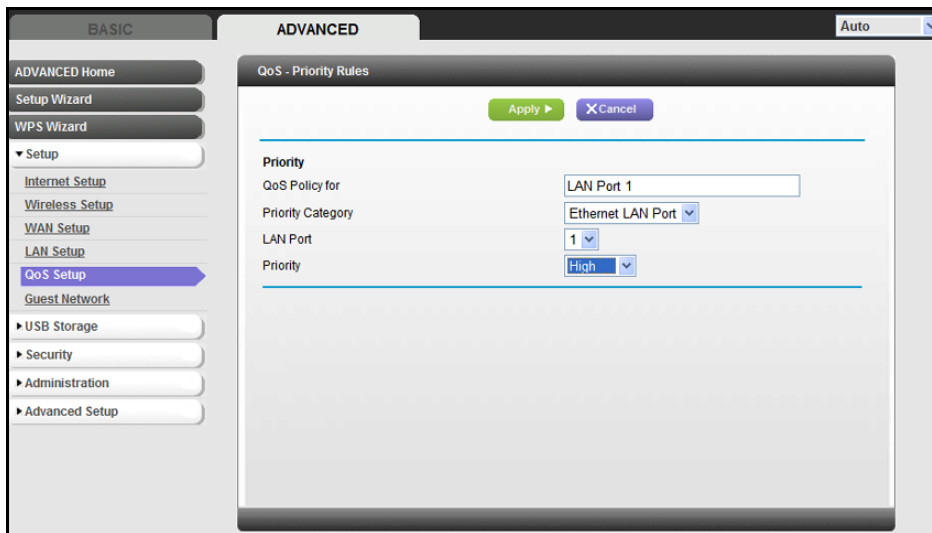 BASIC
ADVANCED
Auto
ADVANCED Home
Setup Wizard
WPS Wizard
Setup
Internet Setup
Wireless Setup
WAN Setup
LAN Setup
QoS Setup
Guest Network
USB Storage
Security
Administration
Advanced Setup
QoS - Priority Rules
Apply
Cancel
Priority
QoS Policy for LAN Port 1
Priority Category Ethernet LAN Port
LAN Port 1
Priority High